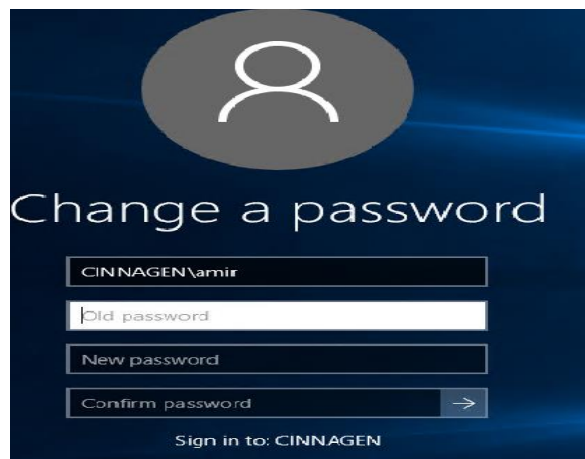 Change a password
CINNAGEN\amir
Old password
New password
Confirm password
Sign in to: CINNAGEN